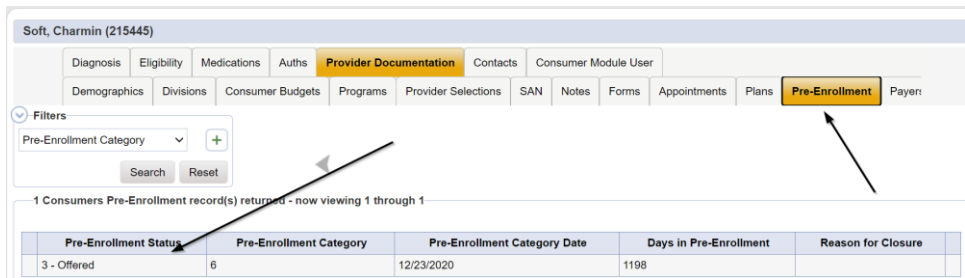 Soft, Charmin (215445)
Diagnosis Eligibility Medications Auths Provider Documentation Contacts Consumer Module User
Demographics Divisions Consumer Budgets Programs Provider Selections SAN Notes Forms Appointments Plans Pre-Enrollment Payers
Filters
Pre-Enrollment Category +
Search Reset
1 Consumers Pre-Enrollment record(s) returned - now viewing 1 through 1
Pre-Enrollment Status Pre-Enrollment Category Pre-Enrollment Category Date Days in Pre-Enrollment Reason for Closure
3 - Offered 6 12/23/2020 1198